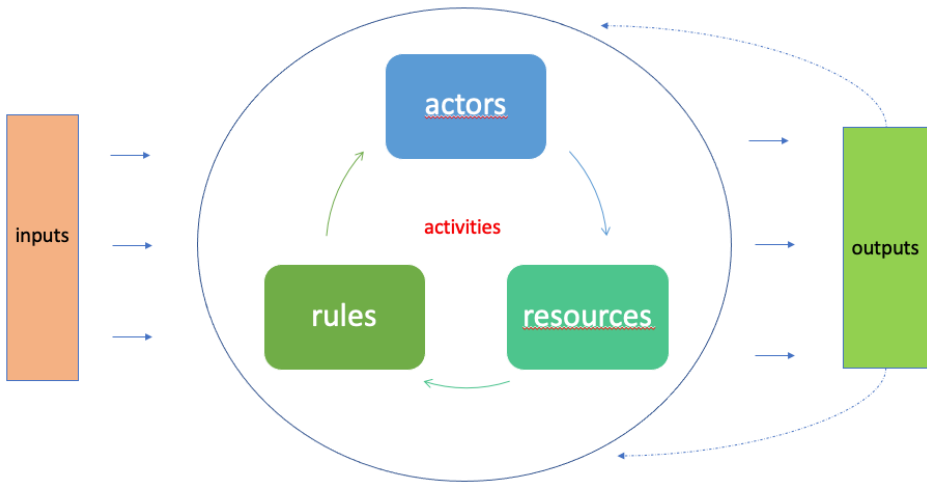 actors
activities
inputs
outputs
rules
resources